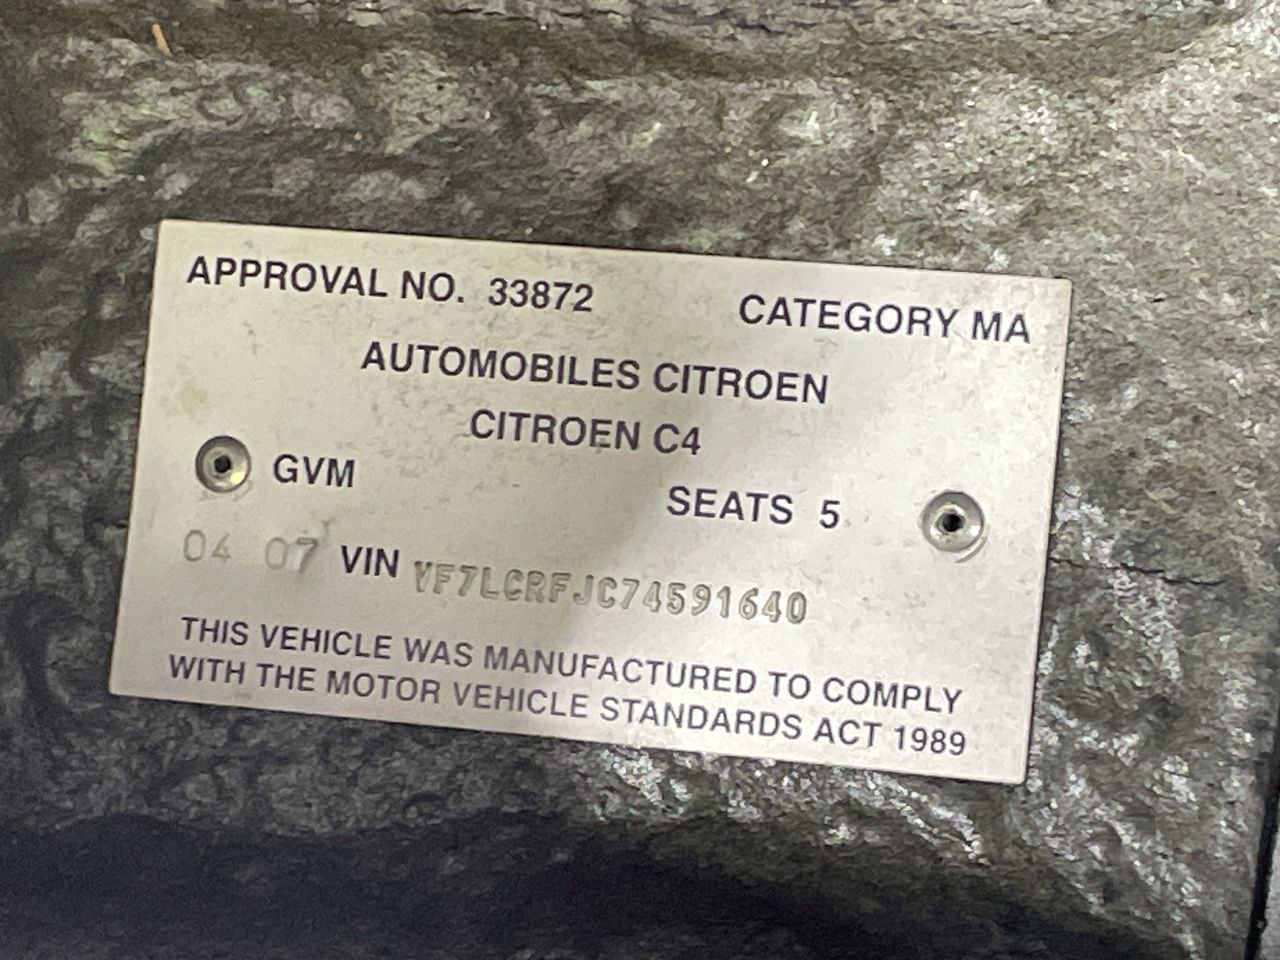 APPROVAL NO. 33872 CATEGORY MA
AUTOMOBILES CITROEN
CITROEN C4
GVM SEATS 5
04 07 VIN VF7LCRFJC74591640
THIS VEHICLE WAS MANUFACTURED TO COMPLY
WITH THE MOTOR VEHICLE STANDARDS ACT 1989